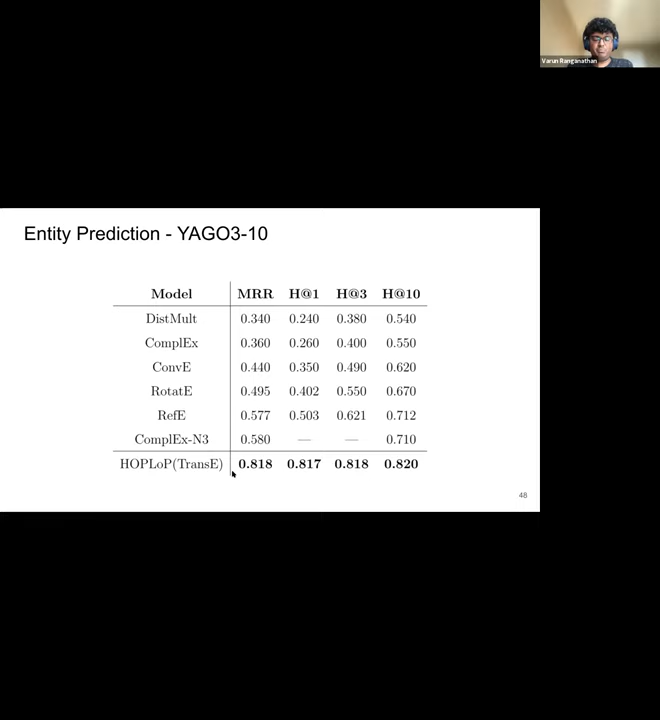 Varun Ranganathan
Entity Prediction - YAGO3-10
Model MRR H@1 H@3 H@10
DistMult 0.340 0.240 0.380 0.540
ComplEx 0.360 0.260 0.400 0.550
ConvE 0.440 0.350 0.490 0.620
RotatE 0.495 0.402 0.550 0.670
RefE 0.577 0.503 0.621 0.712
ComplEx-N3 0.580 — — 0.710
HOPLoP(TransE) 0.818 0.817 0.818 0.820
48